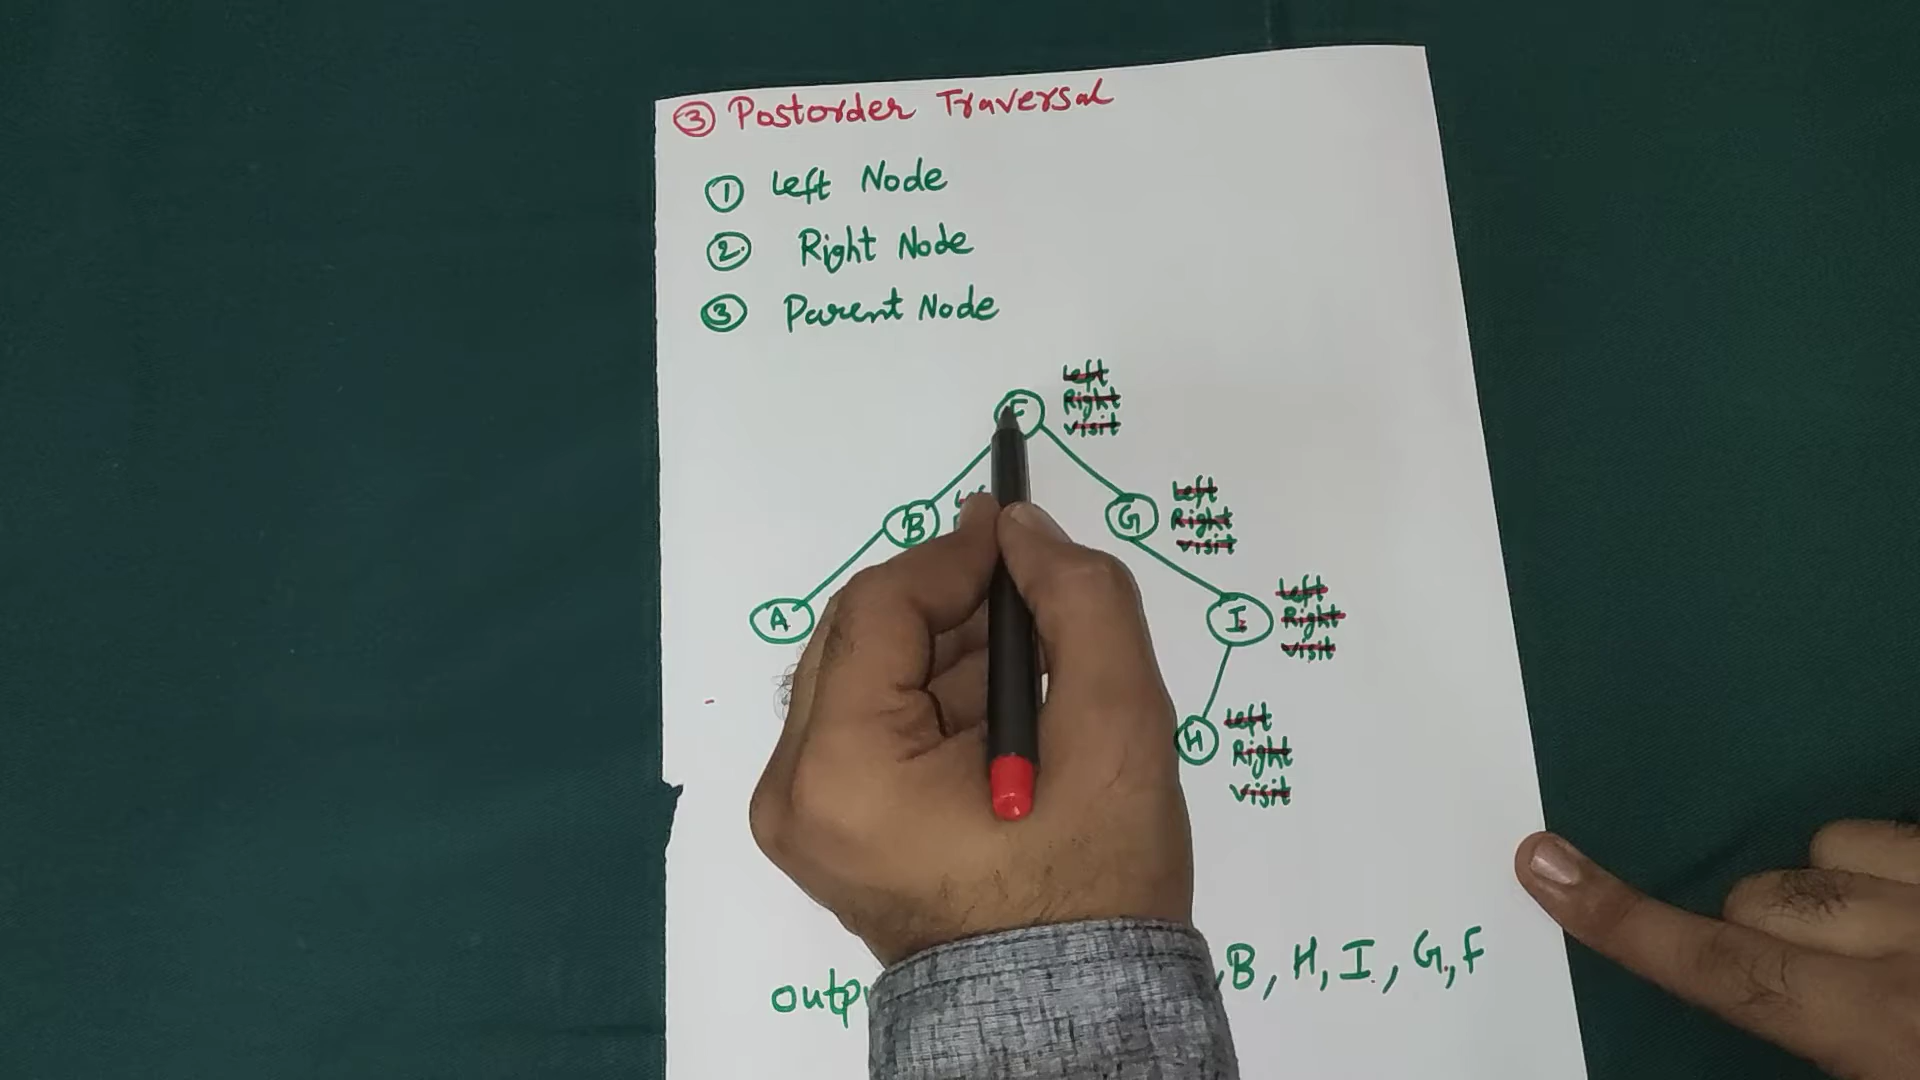 ③ Postorder Traversal
① Left Node
② Right Node
③ Parent Node
Left
Right
visit
F
B
Left
Right
visit
G
A
Left
Right
visit
I
Left
Right
visit
H
B, H, I, G, F